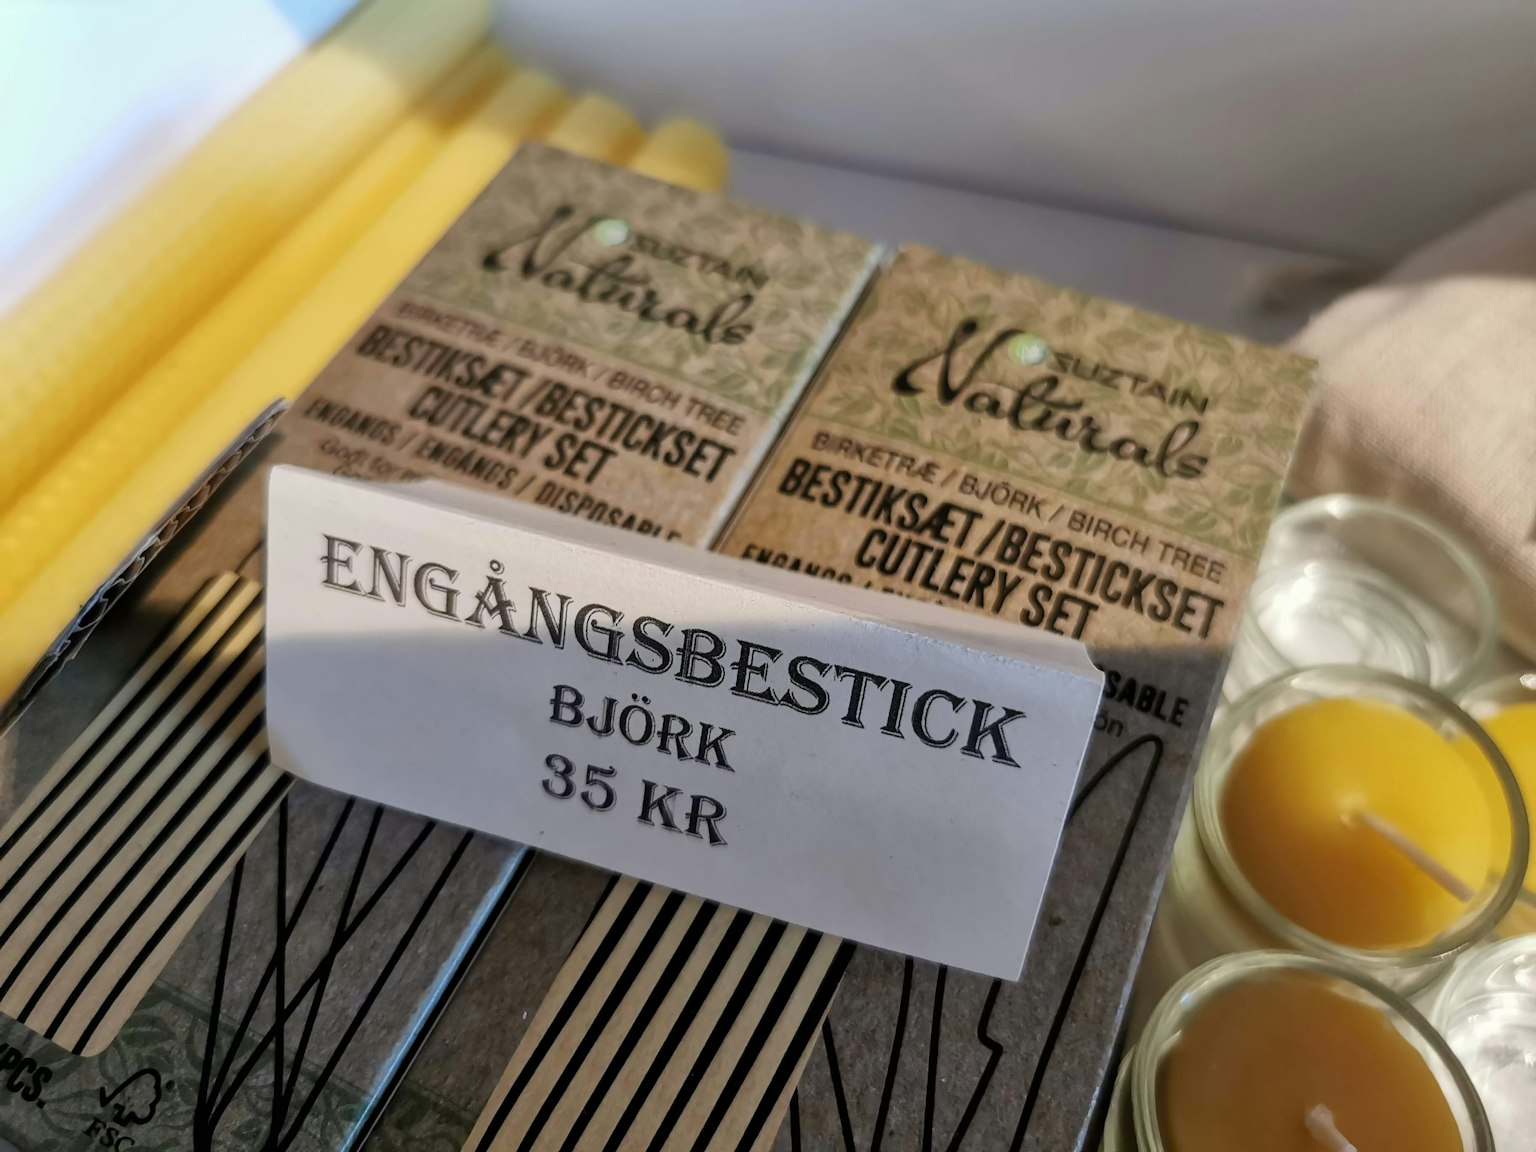 SUZTAIN
Naturals
BIRKETRÆ / BJÖRK / BIRCH TREE
BESTIKSÆT / BESTICKSET
CUTLERY SET
ENGANGS / ENGÅNGS / DISPOSABLE
SUZTAIN
Naturals
BIRKETRÆ / BJÖRK / BIRCH TREE
BESTIKSÆT / BESTICKSET
CUTLERY SET
SABLE
ENGÅNGSBESTICK
BJÖRK
35 KR
PCS.
FSC